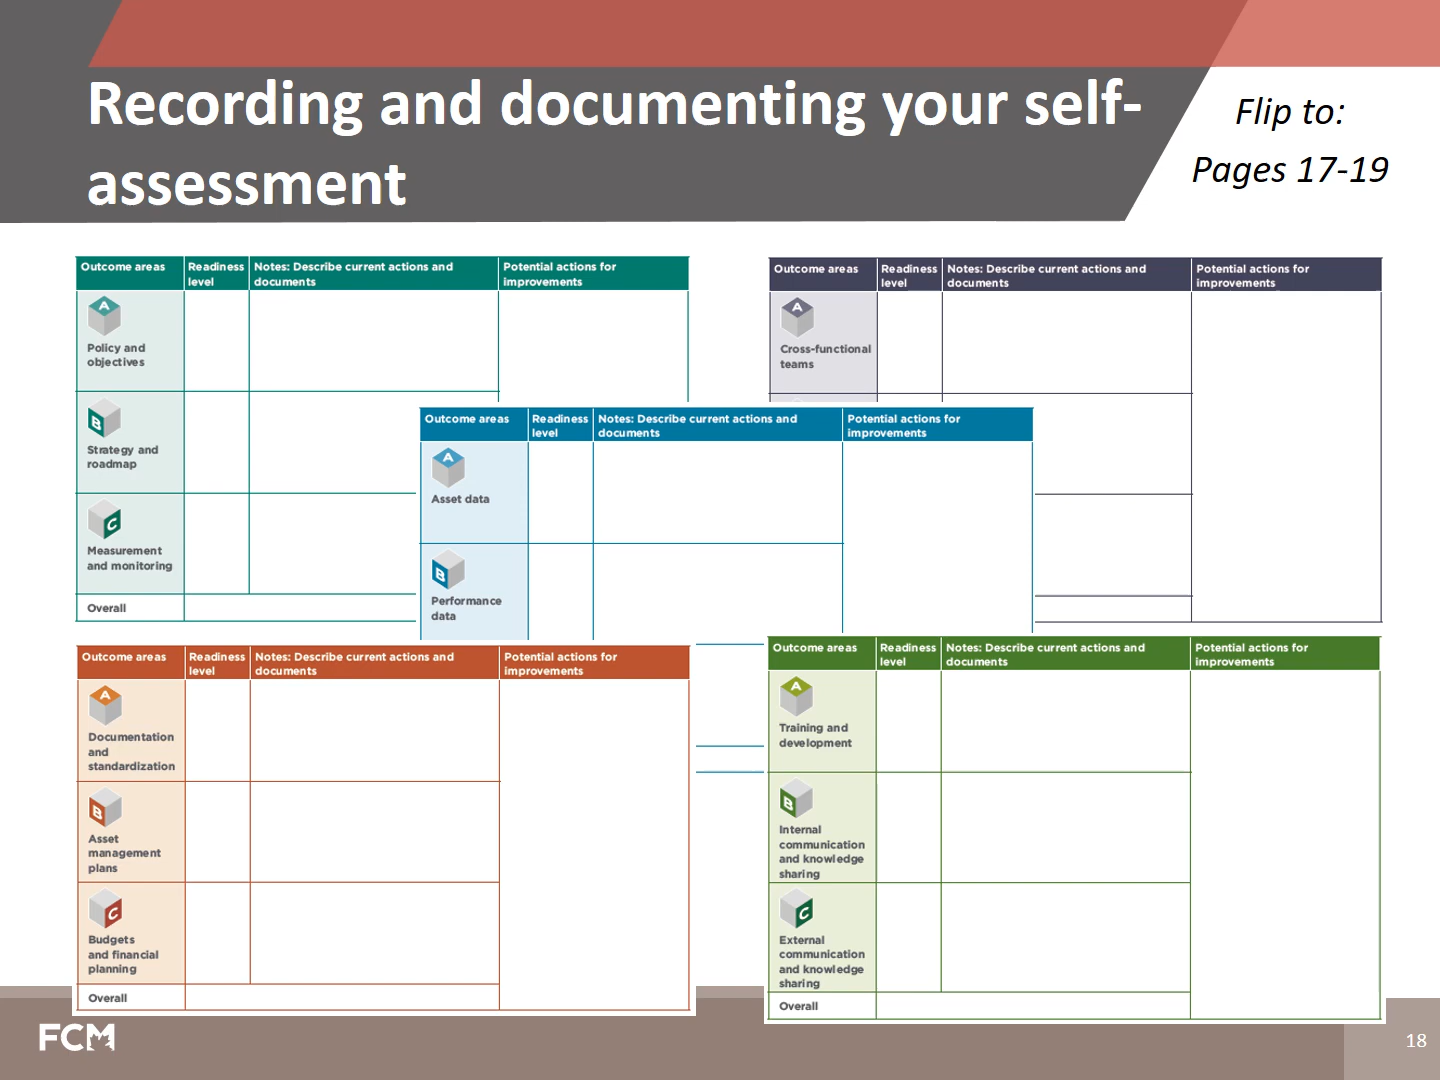 Recording and documenting your self-
assessment
Flip to:
Pages 17-19
Outcome areas
Readiness
level
Notes: Describe current actions and
documents
Potential actions for
improvements
A
Policy and
objectives
B
Strategy and
roadmap
C
Measurement
and monitoring
Overall
Outcome areas
Readiness
level
Notes: Describe current actions and
documents
Potential actions for
improvements
A
Cross-functional
teams
Outcome areas
Readiness
level
Notes: Describe current actions and
documents
Potential actions for
improvements
A
Asset data
B
Performance
data
Outcome areas
Readiness
level
Notes: Describe current actions and
documents
Potential actions for
improvements
A
Documentation
and
standardization
B
Asset
management
plans
C
Budgets
and financial
planning
Overall
Outcome areas
Readiness
level
Notes: Describe current actions and
documents
Potential actions for
improvements
A
Training and
development
B
Internal
communication
and knowledge
sharing
C
External
communication
and knowledge
sharing
Overall
FCM
18